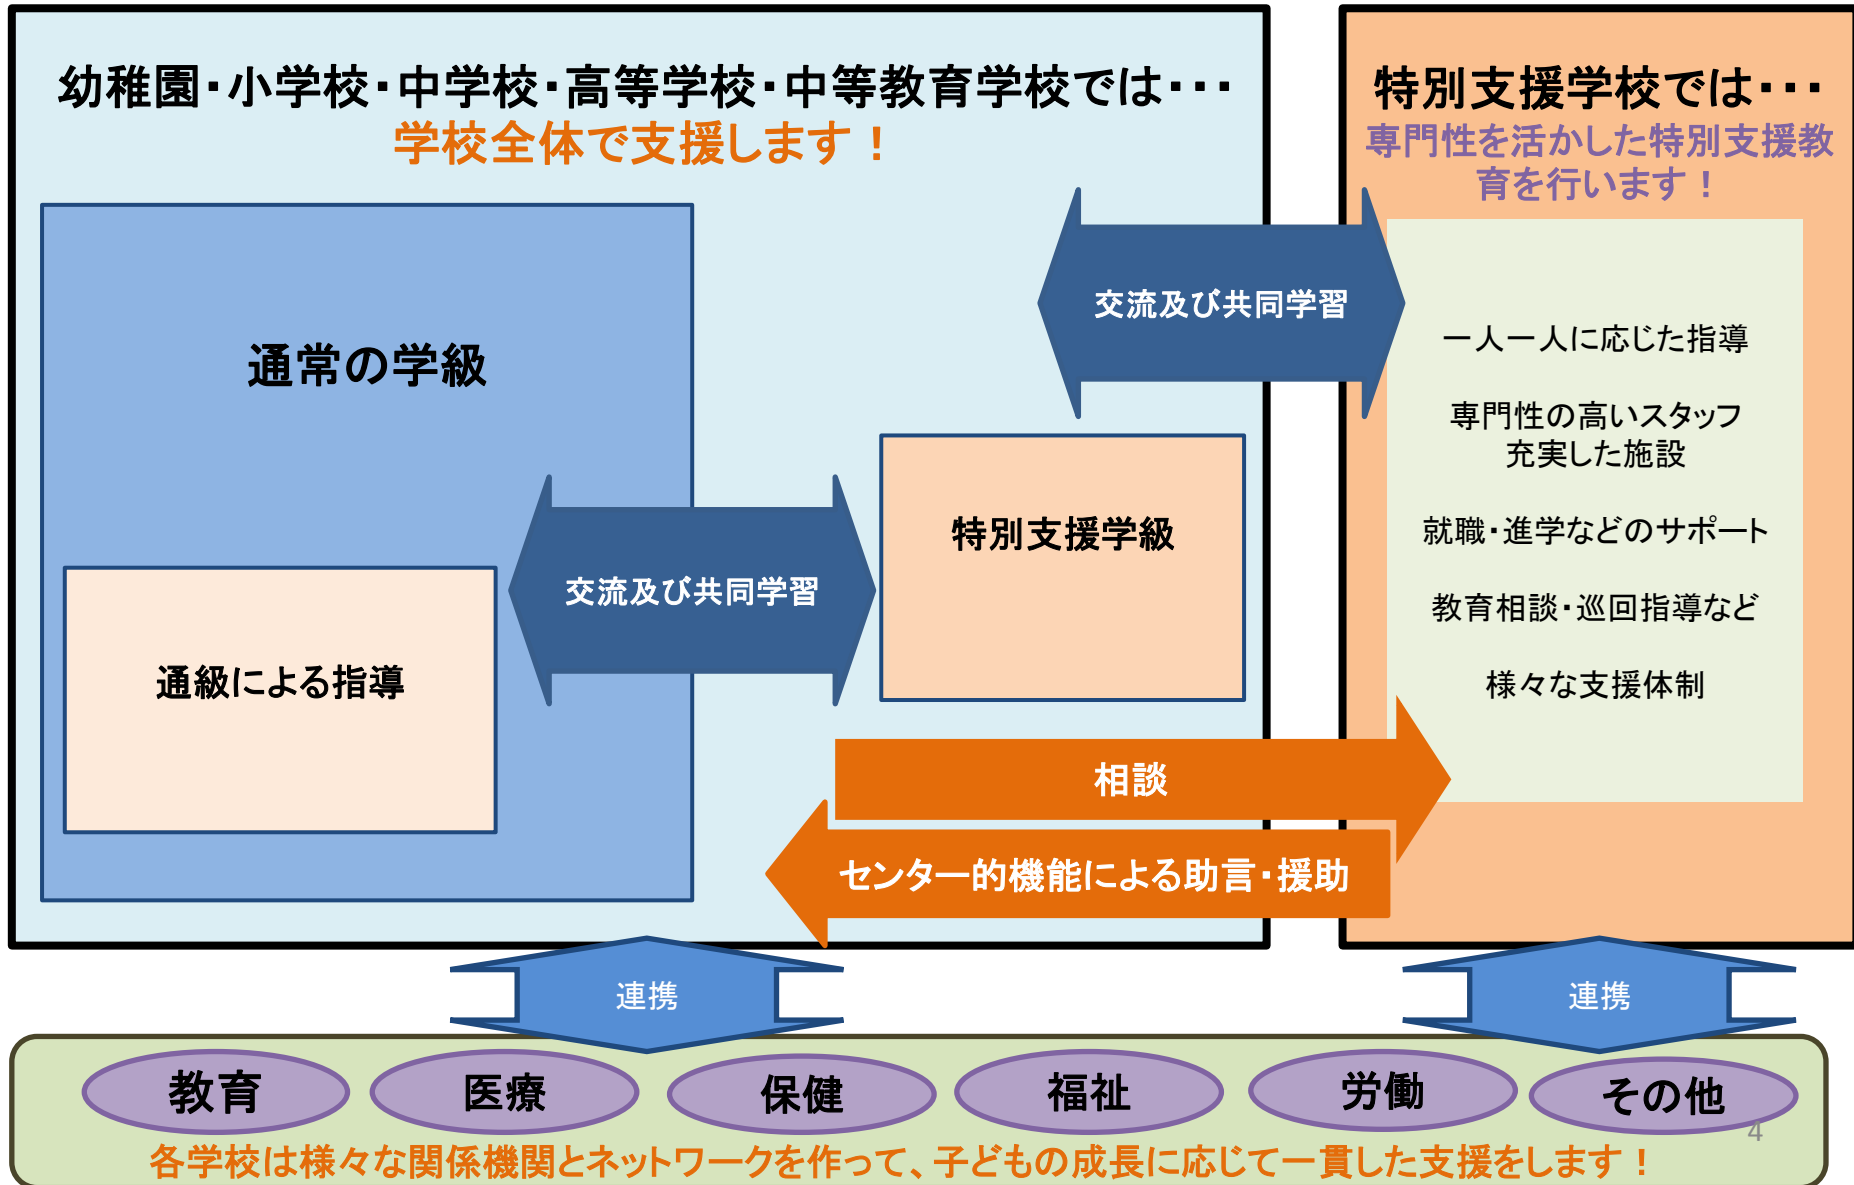 幼稚園・小学校・中学校・高等学校・中等教育学校では・・・
学校全体で支援します！
特別支援学校では・・・
専門性を活かした特別支援教
育を行います！
通常の学級
通級による指導
交流及び共同学習
特別支援学級
交流及び共同学習
一人一人に応じた指導
専門性の高いスタッフ
充実した施設
就職・進学などのサポート
教育相談・巡回指導など
様々な支援体制
相談
センター的機能による助言・援助
連携
連携
教育
医療
保健
福祉
労働
その他
各学校は様々な関係機関とネットワークを作って、子どもの成長に応じて一貫した支援をします！
4